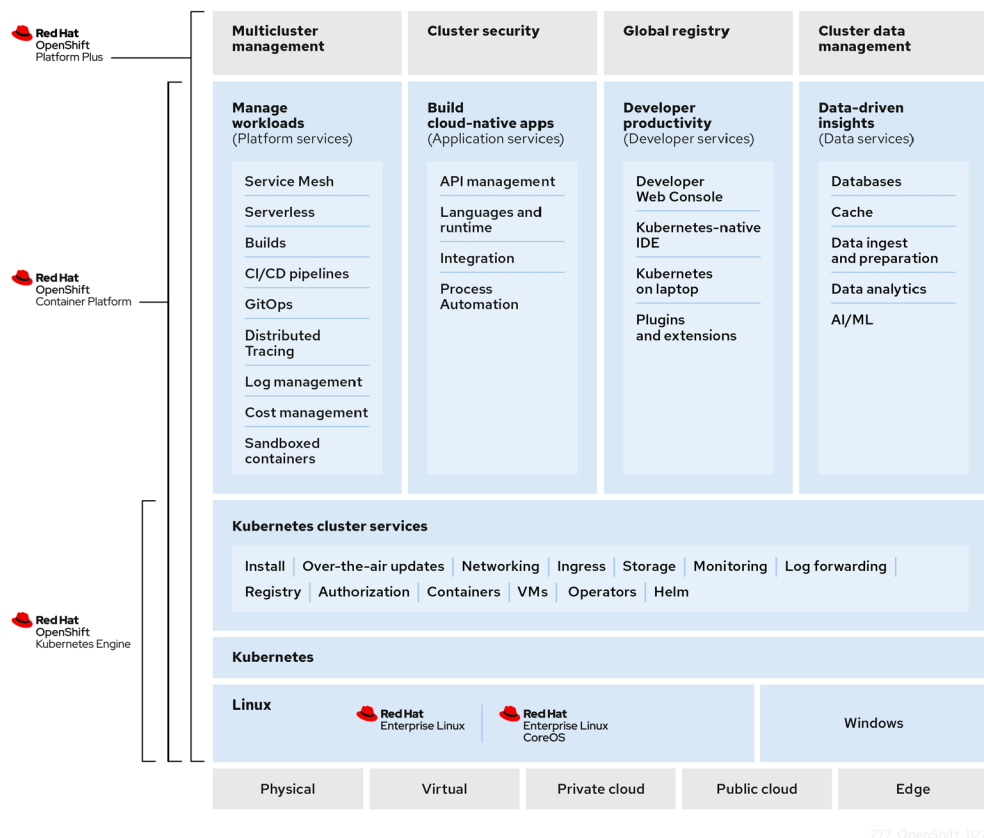 Red Hat
OpenShift
Platform Plus
Multicluster
management
Cluster security
Global registry
Cluster data
management
Red Hat
OpenShift
Container Platform
Manage
workloads
(Platform services)
Service Mesh
Serverless
Builds
CI/CD pipelines
GitOps
Distributed
Tracing
Log management
Cost management
Sandboxed
containers
Build
cloud-native apps
(Application services)
API management
Languages and
runtime
Integration
Process
Automation
Developer
productivity
(Developer services)
Developer
Web Console
Kubernetes-native
IDE
Kubernetes
on laptop
Plugins
and extensions
Data-driven
insights
(Data services)
Databases
Cache
Data ingest
and preparation
Data analytics
AI/ML
Red Hat
OpenShift
Kubernetes Engine
Kubernetes cluster services
Install | Over-the-air updates | Networking | Ingress | Storage | Monitoring | Log forwarding |
Registry | Authorization | Containers | VMs | Operators | Helm
Kubernetes
Linux
Red Hat
Enterprise Linux
Red Hat
Enterprise Linux
CoreOS
Windows
Physical
Virtual
Private cloud
Public cloud
Edge
277_OpenShift_1122